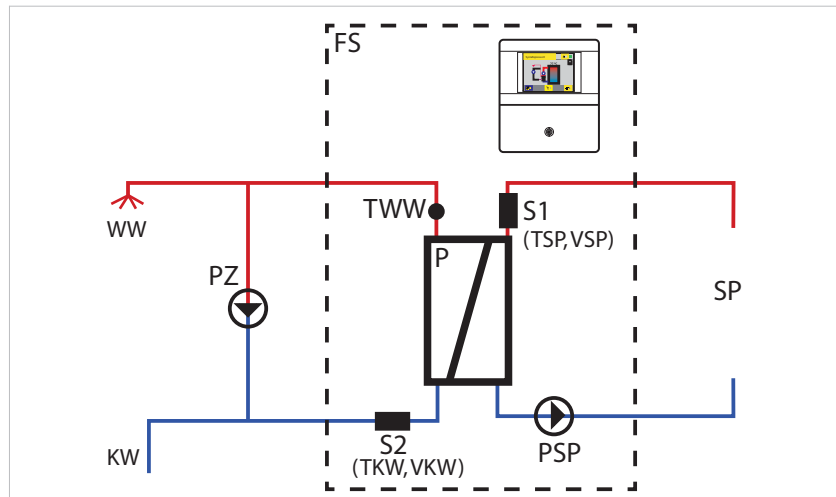 FS
TWW
S1
(TSP, VSP)
WW
P
PZ
SP
S2
(TKW, VKW)
KW
PSP